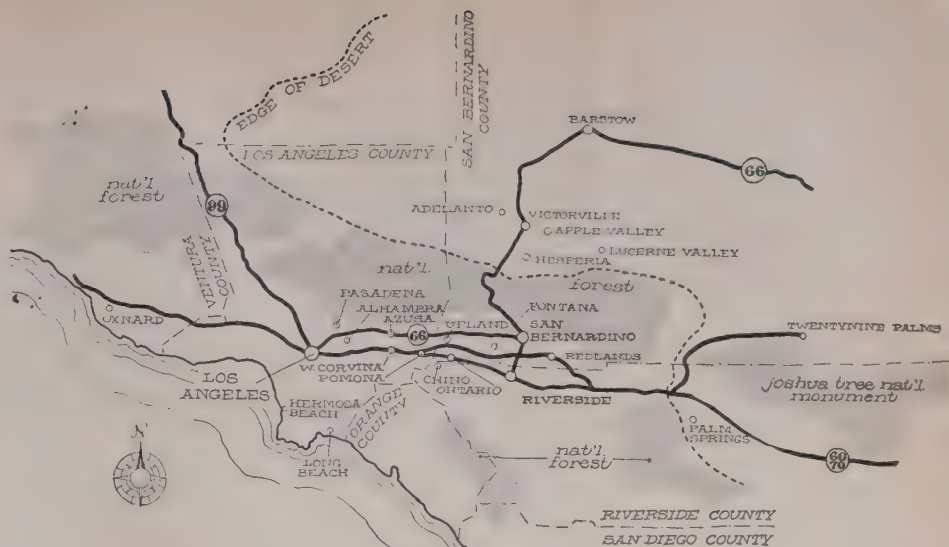 EDGE OF DESERT
SAN BERNARDINO
COUNTY
LOS ANGELES COUNTY
BARSTOW
66
nat'l
forest
99
VENTURA
COUNTY
ADELANTO
VICTORVILLE
APPLE VALLEY
LUCERNE VALLEY
HESPERIA
nat'l.
forest
PASADENA
ALHAMBRA
AZUSA
66
UPLAND
FONTANA
SAN
BERNARDINO
OXNARD
TWENTYNINE PALMS
REDLANDS
W. CORVINA
POMONA
CHINO
ONTARIO
LOS
ANGELES
RIVERSIDE
joshua tree nat'l
monument
HERMOSA
BEACH
ORANGE
COUNTY
PALM
SPRINGS
LONG
BEACH
nat'l
forest
60
70
N
RIVERSIDE COUNTY
SAN DIEGO COUNTY